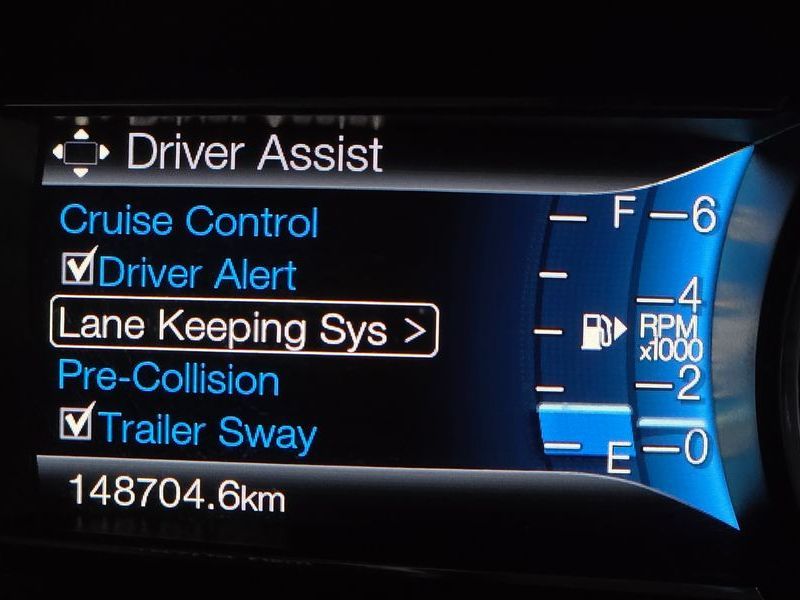 Driver Assist
Cruise Control
Driver Alert
Lane Keeping Sys >
Pre-Collision
Trailer Sway
148704.6km
F
E
6
4
RPM
x1000
2
0